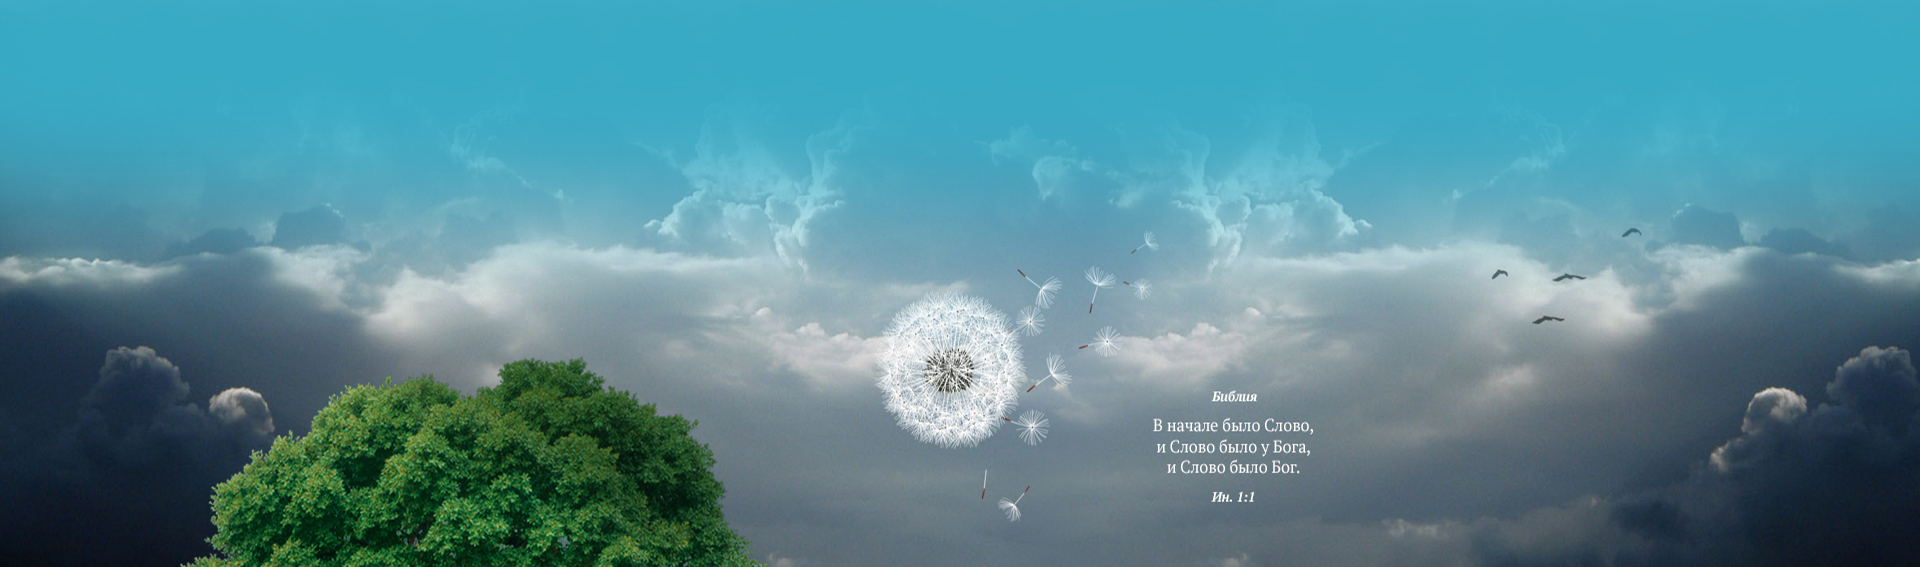 Библия
В начале было Слово,
и Слово было у Бога,
и Слово было Бог.
Ин. 1:1